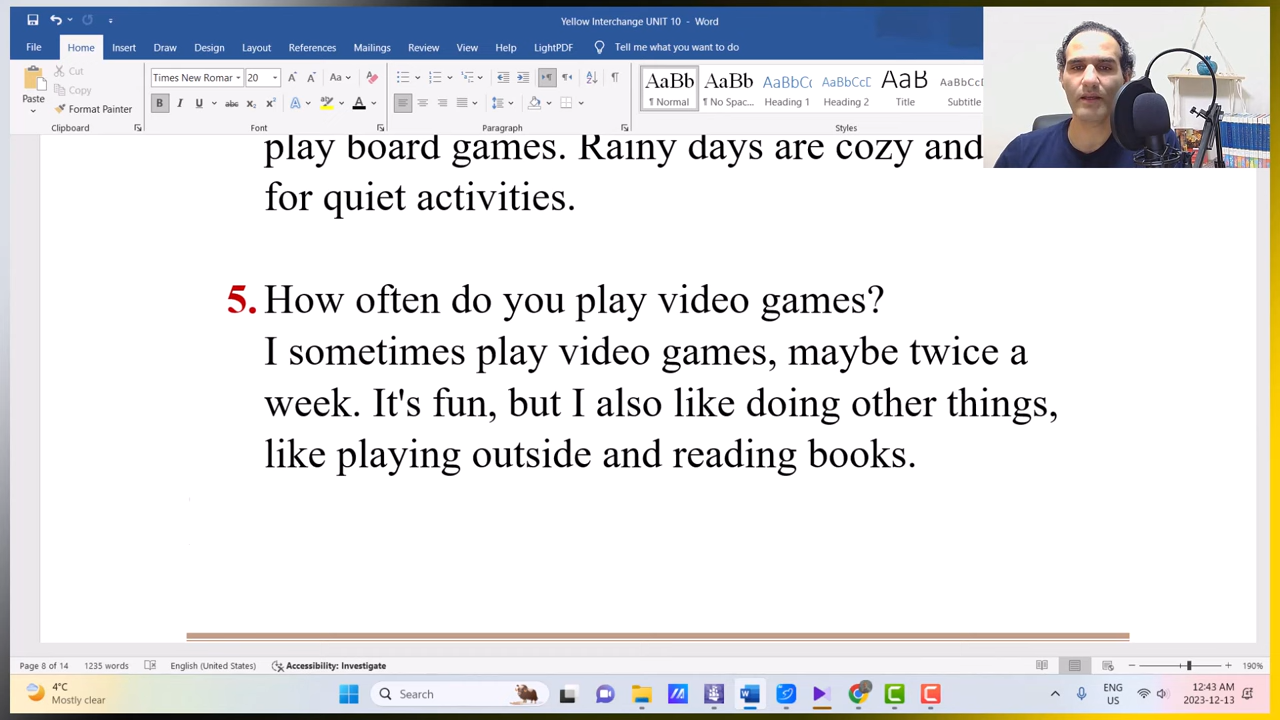 Yellow Interchange UNIT 10 - Word
File Home Insert Draw Design Layout References Mailings Review View Help LightPDF Tell me what you want to do
Paste
Cut
Copy
Format Painter
Clipboard
Times New Romar 20
Font
Paragraph
AaBb AaBb AaBbCc AaBbCcD AaB AaBbCc
¶ Normal ¶ No Spac... Heading 1 Heading 2 Title Subtitle
Styles
play board games. Rainy days are cozy and
for quiet activities.
5. How often do you play video games?
I sometimes play video games, maybe twice a
week. It's fun, but I also like doing other things,
like playing outside and reading books.
Page 8 of 14 1235 words English (United States) Accessibility: Investigate 190%
4°C
Mostly clear
Search
ENG
US
12:43 AM
2023-12-13